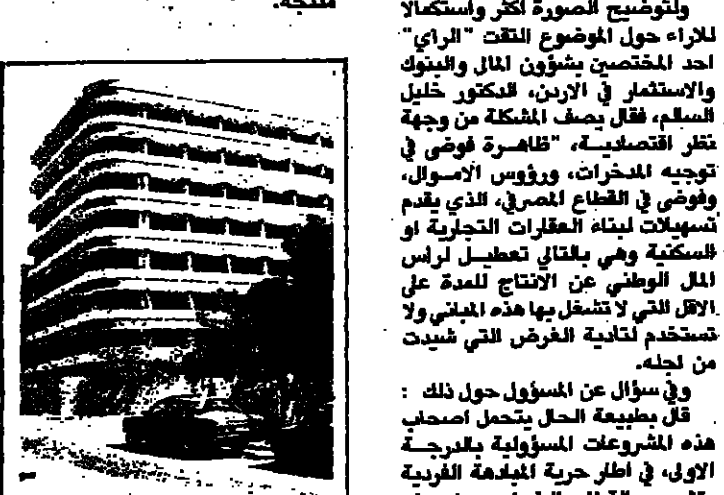 ولتوضيح الصورة أكثر واستكمالا
للاراء حول الموضوع التقت "الراي"
احد المختصين بشؤون المال والبنوك
والاستثمار في الاردن، الدكتور خليل
السالم، فقال يصف المشكلة من وجهة
نظر اقتصادية، "ظاهرة فوضى في
توجيه المدخرات، ورؤوس الاموال،
وفوضى في القطاع المصرفي، الذي يقدم
تسهيلات لبناء العقارات التجارية او
السكنية وهي بالتالي تعطيل لرأس
المال الوطني عن الانتاج للمدة على
الاقل التي لا تشغل بها هذه المباني ولا
تستخدم لتادية الغرض التي شيدت
من اجله.
وفي سؤال عن المسؤول حول ذلك :
قال بطبيعة الحال يتحمل اصحاب
هذه المشروعات المسؤولية بالدرجة
الاولى، في اطار حرية المبادهة الفردية
منتجة.